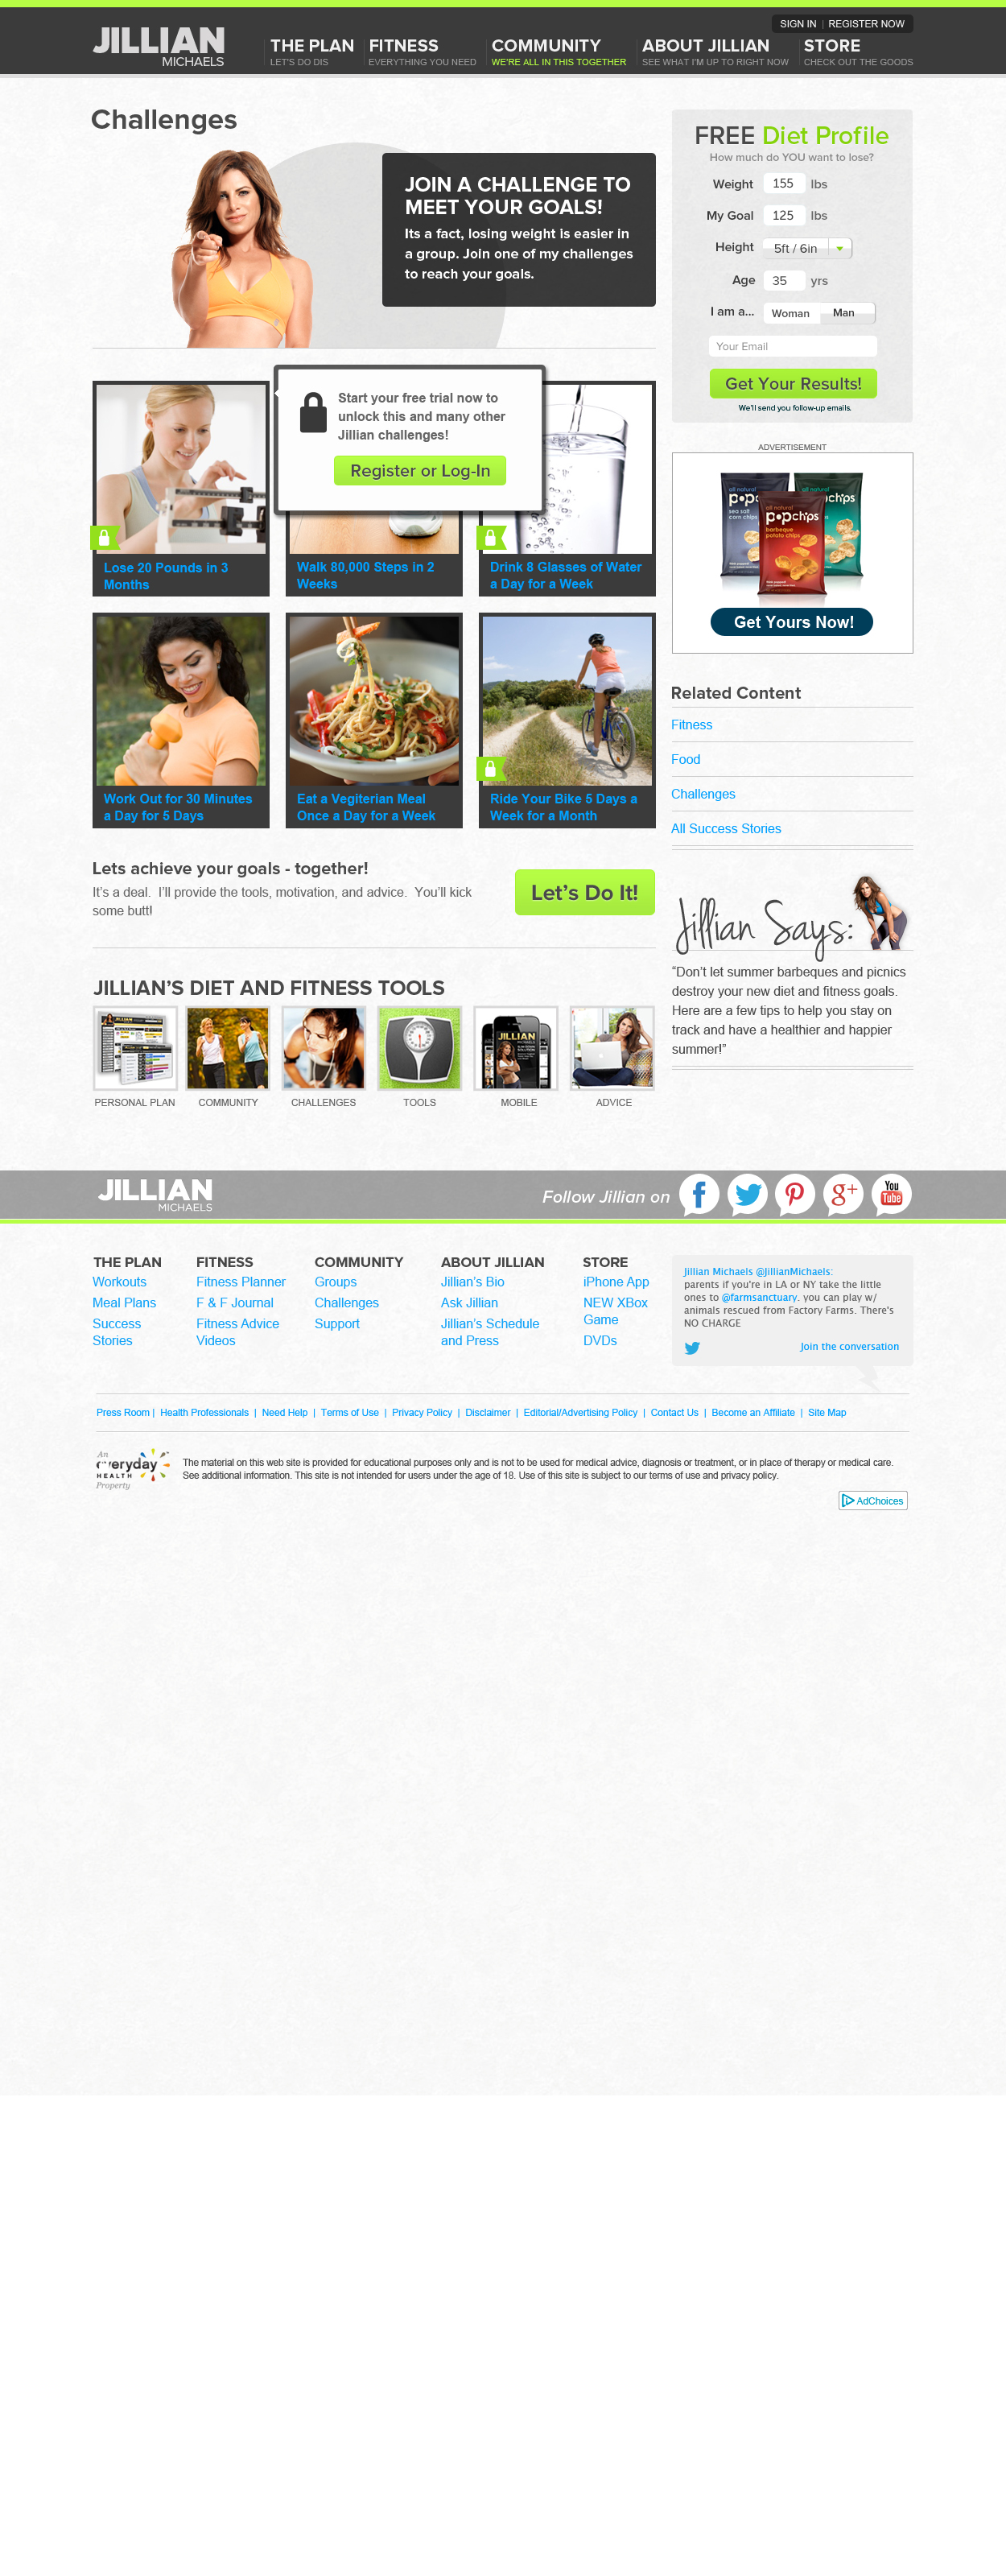 SIGN IN | REGISTER NOW
JILLIAN
MICHAELS
THE PLAN
LET'S DO DIS
FITNESS
EVERYTHING YOU NEED
COMMUNITY
WE'RE ALL IN THIS TOGETHER
ABOUT JILLIAN
SEE WHAT I'M UP TO RIGHT NOW
STORE
CHECK OUT THE GOODS
Challenges
JOIN A CHALLENGE TO
MEET YOUR GOALS!
Its a fact, losing weight is easier in
a group. Join one of my challenges
to reach your goals.
Start your free trial now to
unlock this and many other
Jillian challenges!
Register or Log-In
Lose 20 Pounds in 3
Months
Walk 80,000 Steps in 2
Weeks
Drink 8 Glasses of Water
a Day for a Week
Work Out for 30 Minutes
a Day for 5 Days
Eat a Vegiterian Meal
Once a Day for a Week
Ride Your Bike 5 Days a
Week for a Month
Lets achieve your goals - together!
It's a deal. I'll provide the tools, motivation, and advice. You'll kick
some butt!
Let's Do It!
JILLIAN'S DIET AND FITNESS TOOLS
JILLIAN
PERSONAL PLAN
COMMUNITY
CHALLENGES
TOOLS
MOBILE
ADVICE
FREE Diet Profile
How much do YOU want to lose?
Weight 155 lbs
My Goal 125 lbs
Height 5ft / 6in
Age 35 yrs
I am a... Woman Man
Your Email
Get Your Results!
We'll send you follow-up emails.
ADVERTISEMENT
all natural
popchips
sea salt
corn chips
all natural
popchips
all natural
popchips
barbeque
potato chips
Get Yours Now!
Related Content
Fitness
Food
Challenges
All Success Stories
Jillian Says:
“Don't let summer barbeques and picnics
destroy your new diet and fitness goals.
Here are a few tips to help you stay on
track and have a healthier and happier
summer!”
JILLIAN
MICHAELS
Follow Jillian on
f
g+
You
Tube
THE PLAN
Workouts
Meal Plans
Success
Stories
FITNESS
Fitness Planner
F & F Journal
Fitness Advice
Videos
COMMUNITY
Groups
Challenges
Support
ABOUT JILLIAN
Jillian's Bio
Ask Jillian
Jillian's Schedule
and Press
STORE
iPhone App
NEW XBox
Game
DVDs
Jillian Michaels @JillianMichaels:
parents if you're in LA or NY take the little
ones to @farmsanctuary. you can play w/
animals rescued from Factory Farms. There's
NO CHARGE
Join the conversation
Press Room | Health Professionals | Need Help | Terms of Use | Privacy Policy | Disclaimer | Editorial/Advertising Policy | Contact Us | Become an Affiliate | Site Map
An
everyday
HEALTH
Property
The material on this web site is provided for educational purposes only and is not to be used for medical advice, diagnosis or treatment, or in place of therapy or medical care.
See additional information. This site is not intended for users under the age of 18. Use of this site is subject to our terms of use and privacy policy.
AdChoices